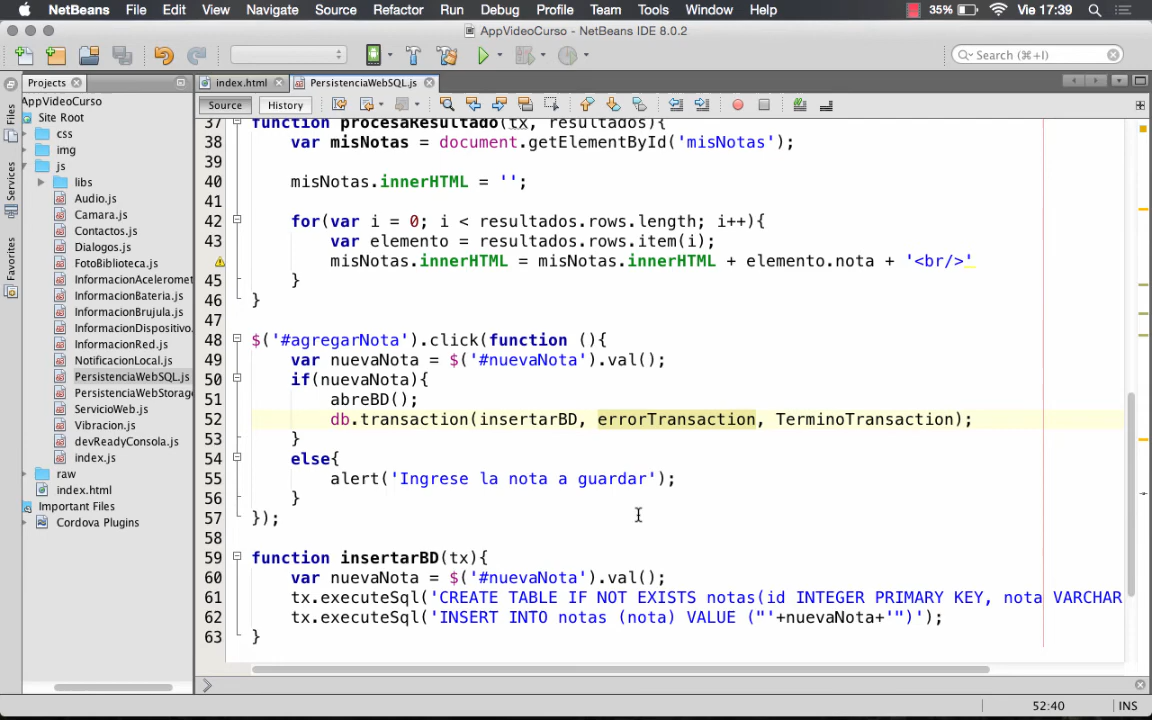 NetBeans File Edit View Navigate Source Refactor Run Debug Profile Team Tools Window Help 35% Vie 17:39
AppVideoCurso - NetBeans IDE 8.0.2
Search (⌘+I)
Projects
index.html
PersistenciaWebSQL.js
Source
History
Files
Services
Favorites
AppVideoCurso
Site Root
css
img
js
libs
Audio.js
Camara.js
Contactos.js
Dialogos.js
FotoBiblioteca.js
InformacionAceleromet
InformacionBateria.js
InformacionBrujula.js
InformacionDispositivo.
InformacionRed.js
NotificacionLocal.js
PersistenciaWebSQL.js
PersistenciaWebStorage
ServicioWeb.js
Vibracion.js
devReadyConsola.js
index.js
raw
index.html
Important Files
Cordova Plugins
37 function procesaResultado(tx, resultados){
38 var misNotas = document.getElementById('misNotas');
39
40 misNotas.innerHTML = '';
41
42 for(var i = 0; i < resultados.rows.length; i++){
43 var elemento = resultados.rows.item(i);
misNotas.innerHTML = misNotas.innerHTML + elemento.nota + '<br/>'
45 }
46 }
47
48 $('#agregarNota').click(function (){
49 var nuevaNota = $('#nuevaNota').val();
50 if(nuevaNota){
51 abreBD();
52 db.transaction(insertarBD, errorTransaction, TerminoTransaction);
53 }
54 else{
55 alert('Ingrese la nota a guardar');
56 }
57 });
58
59 function insertarBD(tx){
60 var nuevaNota = $('#nuevaNota').val();
61 tx.executeSql('CREATE TABLE IF NOT EXISTS notas(id INTEGER PRIMARY KEY, nota VARCHAR
62 tx.executeSql('INSERT INTO notas (nota) VALUE ("'+nuevaNota+'")');
63 }
52:40 INS